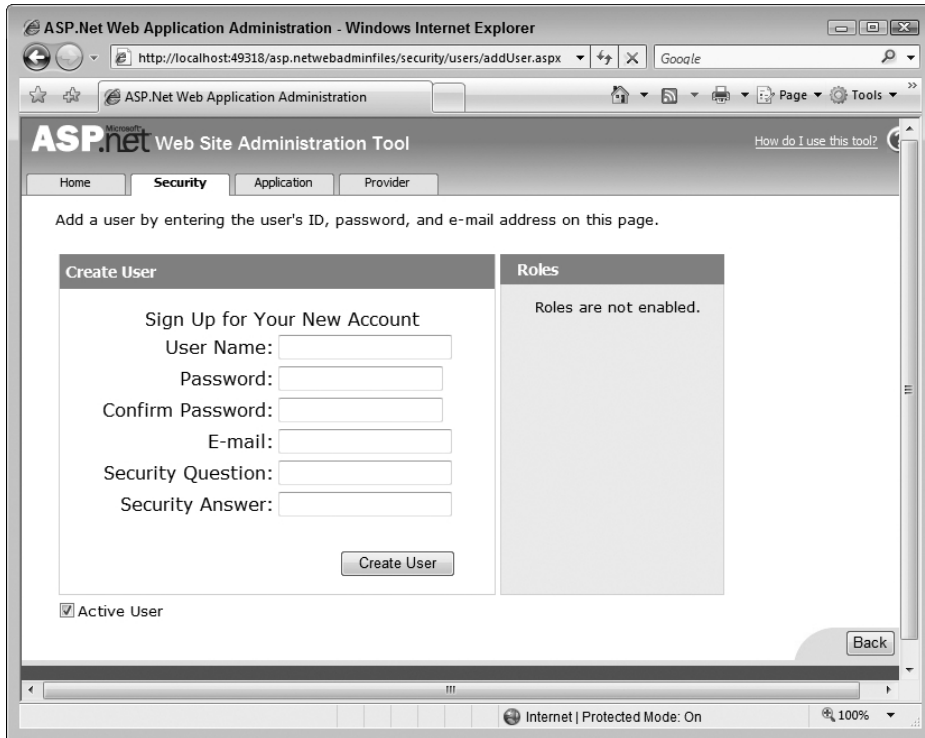 ASP.Net Web Application Administration - Windows Internet Explorer
http://localhost:49318/asp.netwebadminfiles/security/users/addUser.aspx
Google
ASP.Net Web Application Administration
Page
Tools
Microsoft
ASP.net Web Site Administration Tool
How do I use this tool?
Home
Security
Application
Provider
Add a user by entering the user's ID, password, and e-mail address on this page.
Create User
Roles
Sign Up for Your New Account
Roles are not enabled.
User Name:
Password:
Confirm Password:
E-mail:
Security Question:
Security Answer:
Create User
Active User
Back
Internet | Protected Mode: On
100%